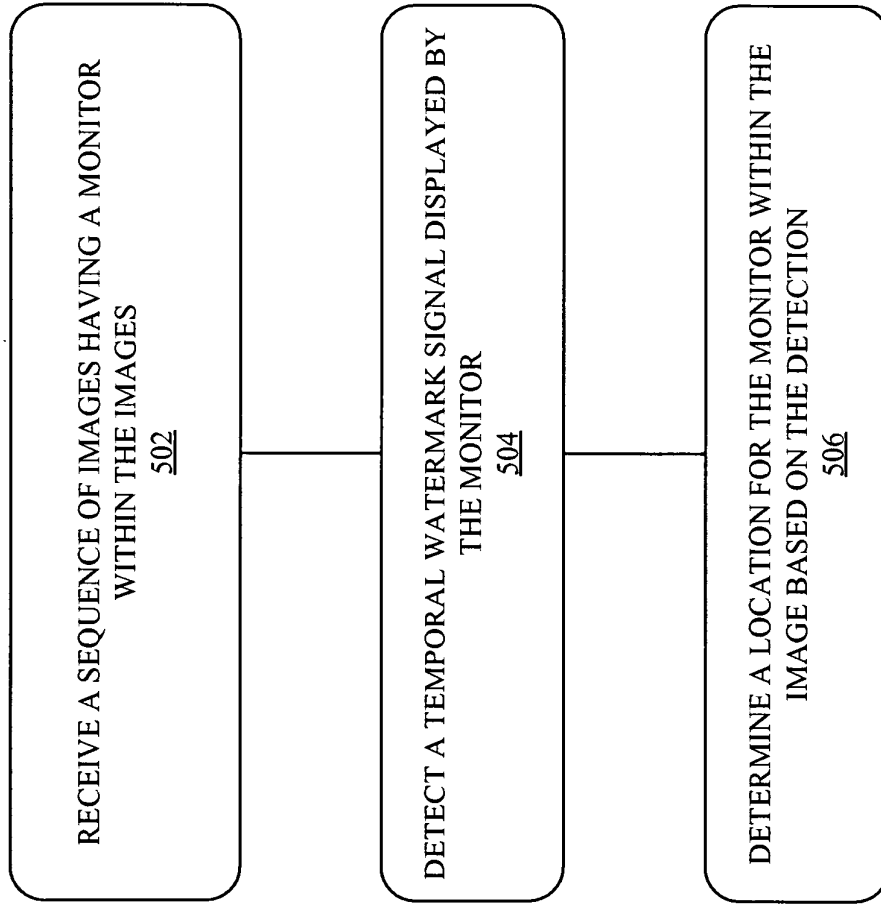 RECEIVE A SEQUENCE OF IMAGES HAVING A MONITOR
WITHIN THE IMAGES
502
DETECT A TEMPORAL WATERMARK SIGNAL DISPLAYED BY
THE MONITOR
504
DETERMINE A LOCATION FOR THE MONITOR WITHIN THE
IMAGE BASED ON THE DETECTION
506